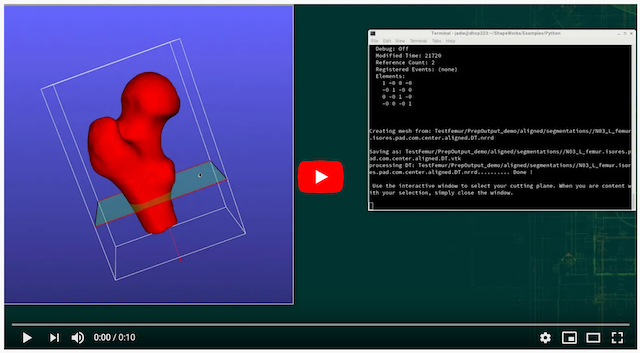 Terminal - jadie@shop323:~/ShapeWorks/Examples/Python
File Edit View Terminal Tabs Help
Debug: Off
Modified Time: 21720
Reference Count: 2
Registered Events: (none)
Elements:
1 -0 0 -0
-0 1 -0 0
0 -0 1 -0
-0 0 -0 1
Creating mesh from: TestFemur/PrepOutput_demo/aligned/segmentations//N03_L_femur
.isores.pad.com.center.aligned.DT.nrrd
Saving as: TestFemur/PrepOutput_demo/aligned/segmentations//N03_L_femur.isores.p
ad.com.center.aligned.DT.vtk
processing DT: TestFemur/PrepOutput_demo/aligned/segmentations//N03_L_femur.isor
es.pad.com.center.aligned.DT.nrrd.......... Done !
Use the interactive window to select your cutting plane. When you are content w
ith your selection, simply close the window.
0:00 / 0:10